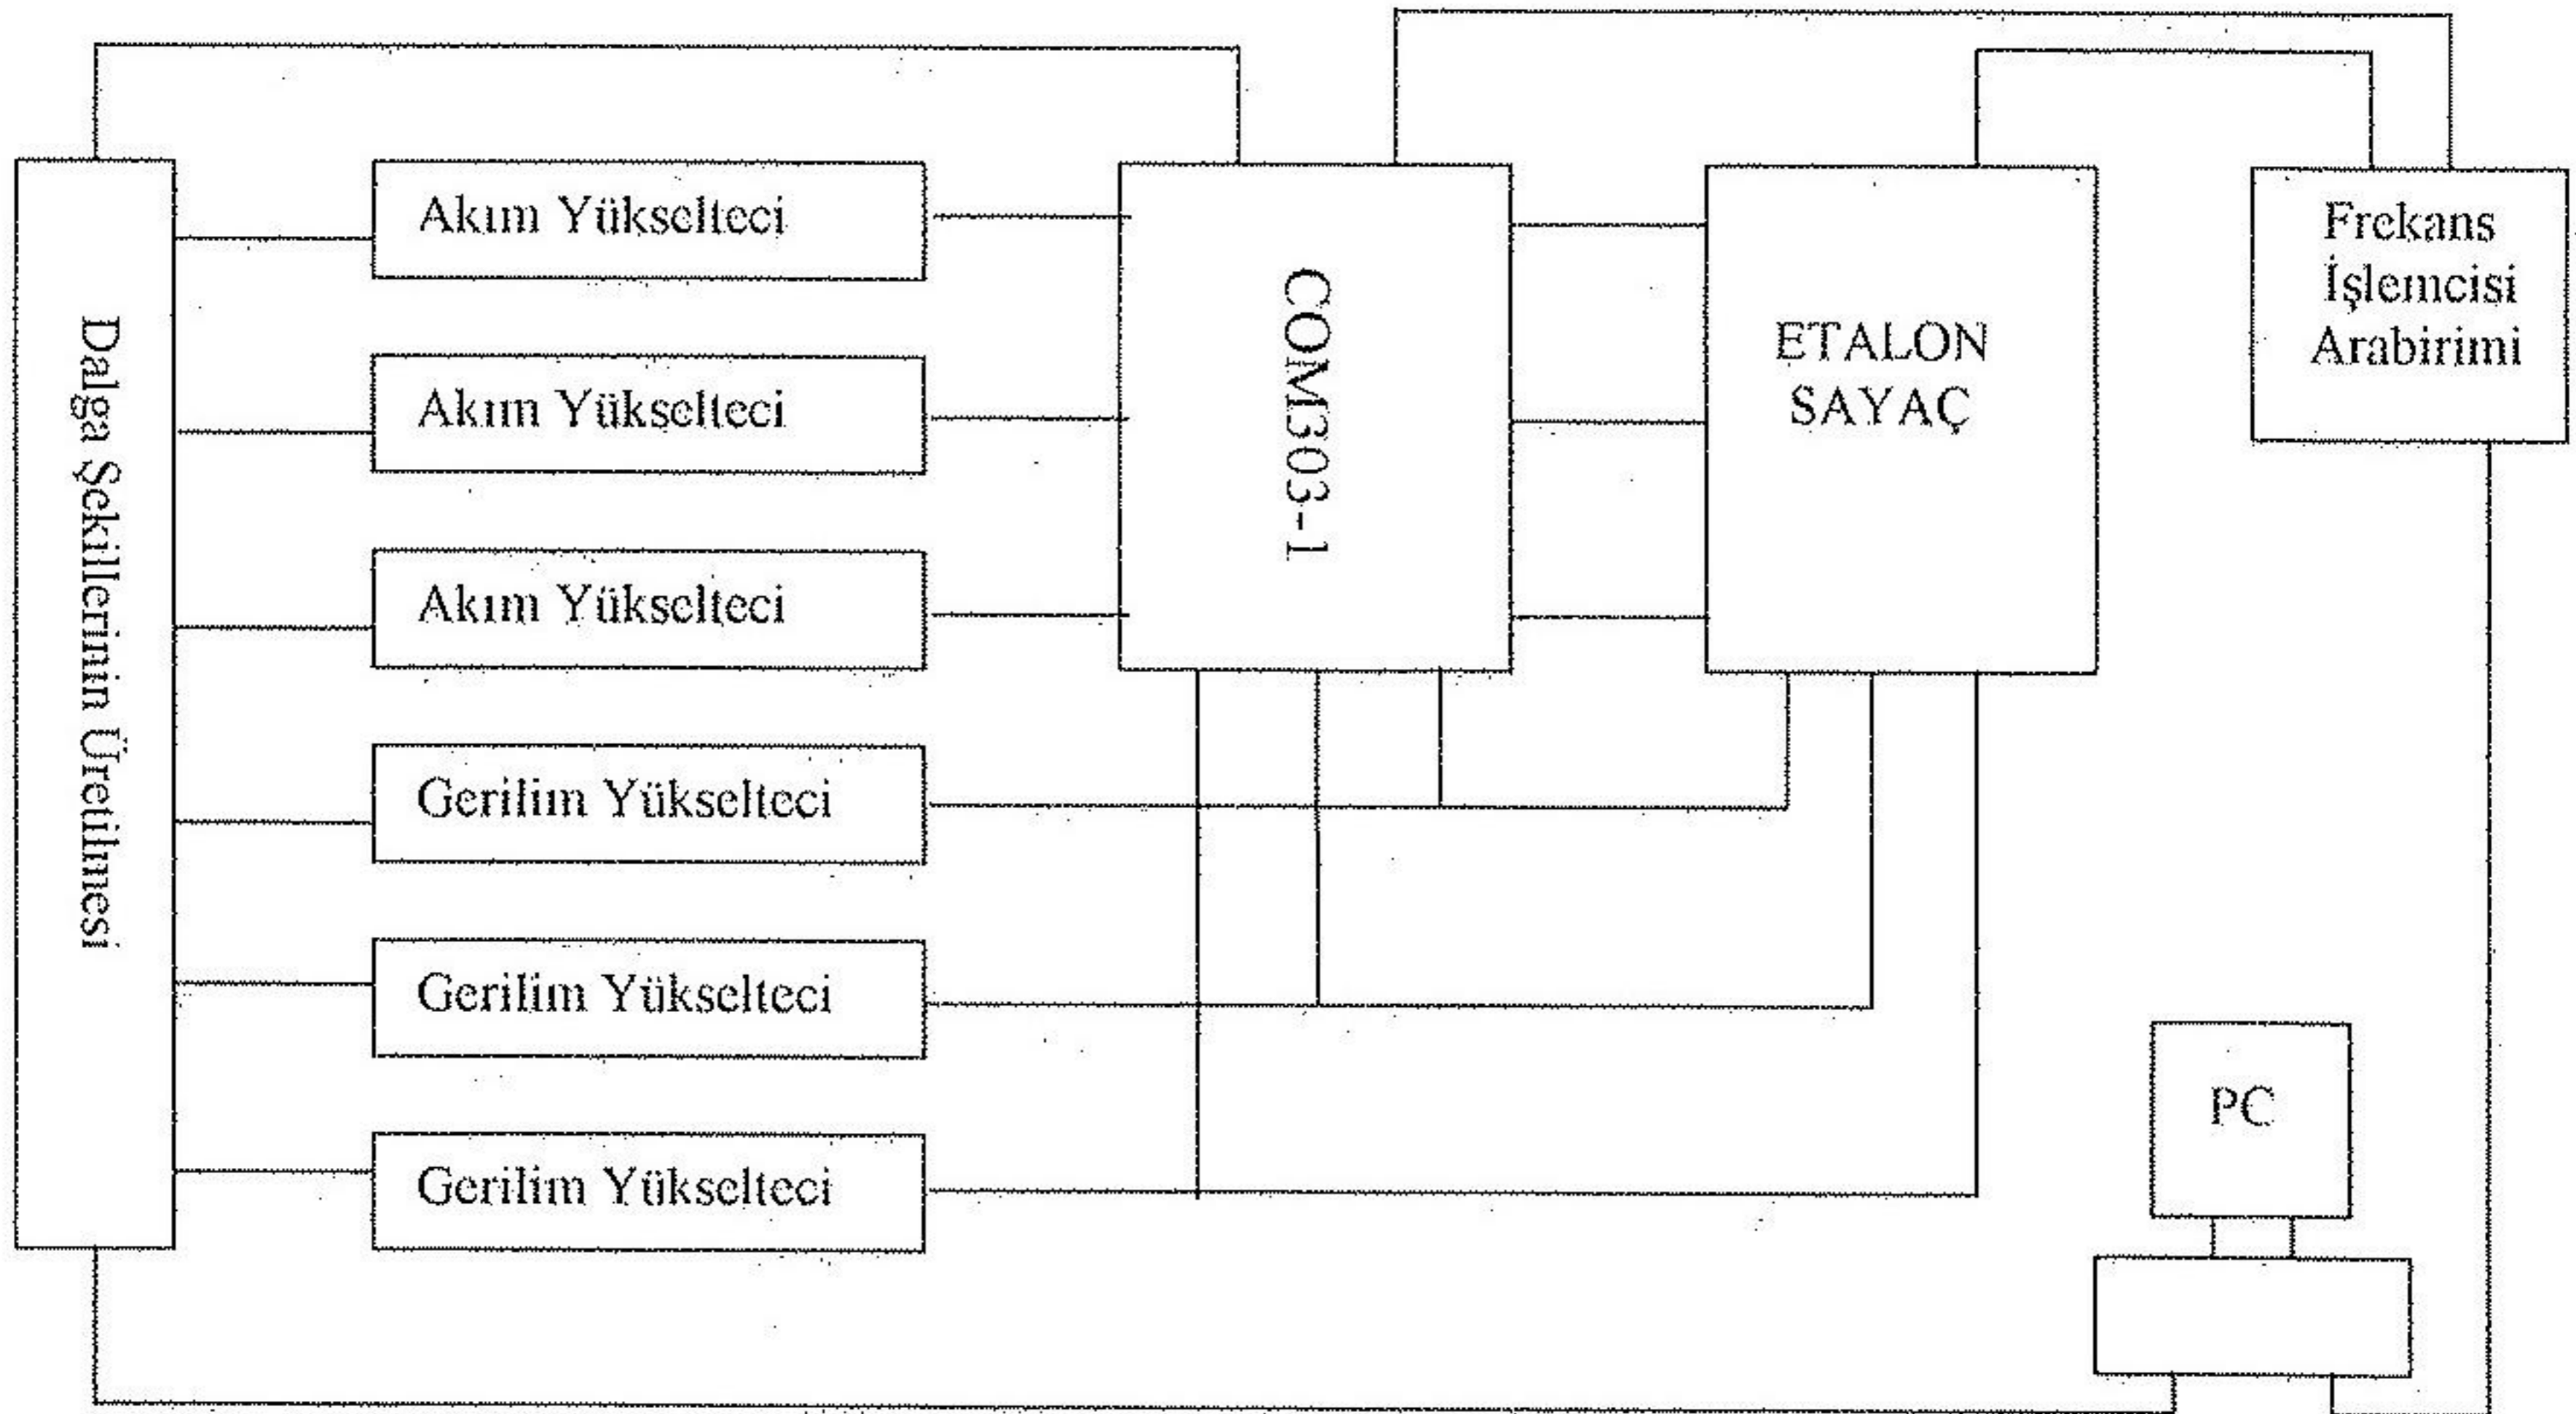 Dalga Şekillerinin Üretilmesi
Akım Yükselteci
Akım Yükselteci
Akım Yükselteci
Gerilim Yükselteci
Gerilim Yükselteci
Gerilim Yükselteci
COM303-1
ETALON
SAYAÇ
Frekans
İşlemcisi
Arabirimi
PC